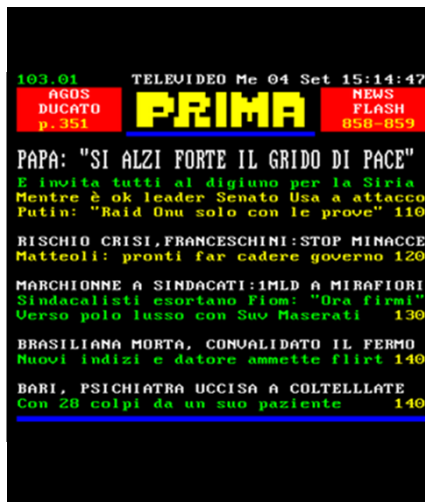 103.01 TELEVIDEO Me 04 Set 15:14:47
AGOS DUCATO p.351
PRIMA
NEWS FLASH 858-859
PAPA: "SI ALZI FORTE IL GRIDO DI PACE"
E invita tutti al digiuno per la Siria
Mentre è ok leader Senato Usa a attacco
Putin: "Raid Onu solo con le prove" 110
RISCHIO CRISI,FRANCESCHINI:STOP MINACCE
Matteoli: pronti far cadere governo 120
MARCHIONNE A SINDACATI:1MLD A MIRAFIORI
Sindacalisti esortano Fiom: "Ora firmi"
Verso polo lusso con Suv Maserati 130
BRASILIANA MORTA, CONVALIDATO IL FERMO
Nuovi indizi e datore ammette flirt 140
BARI, PSICHIATRA UCCISA A COLTELLLATE
Con 28 colpi da un suo paziente 140